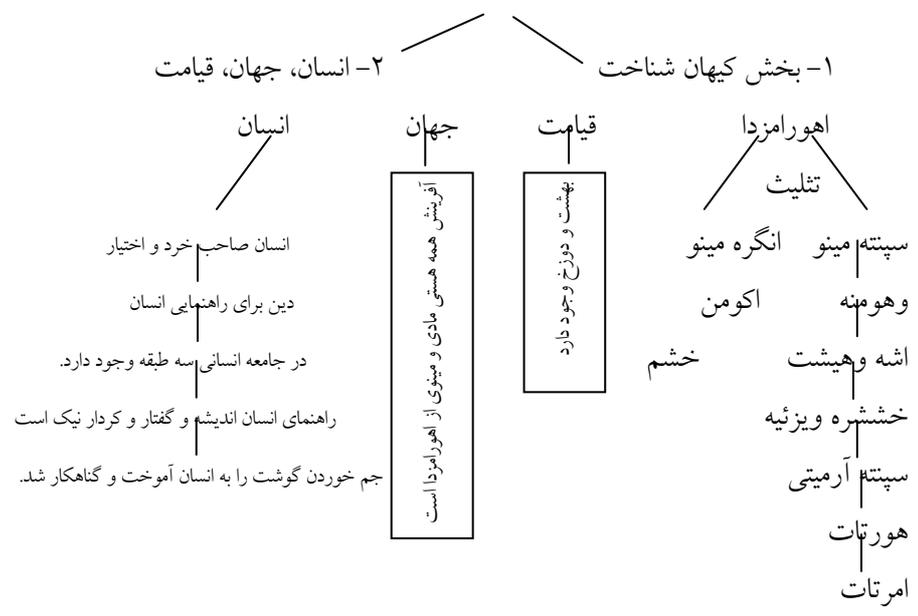 ۱- بخش کیهان شناخت
۲- انسان، جهان، قیامت
اهورامزدا
قیامت
جهان
انسان
تثلیث
سپنته مینو
انگره مینو
وهومنه
اکومن
اشه وهیشت
خشم
خششره ویزئیه
سپنته آرمیتی
هورتات
امرتات
بهشت و دوزخ وجود دارد
آفرینش همه هستی مادی و مینوی از اهورامزدا است
انسان صاحب خرد و اختیار
دین برای راهنمایی انسان
در جامعه انسانی سه طبقه وجود دارد.
راهنمای انسان اندیشه و گفتار و کردار نیک است
جم خوردن گوشت را به انسان آموخت و گناهکار شد.